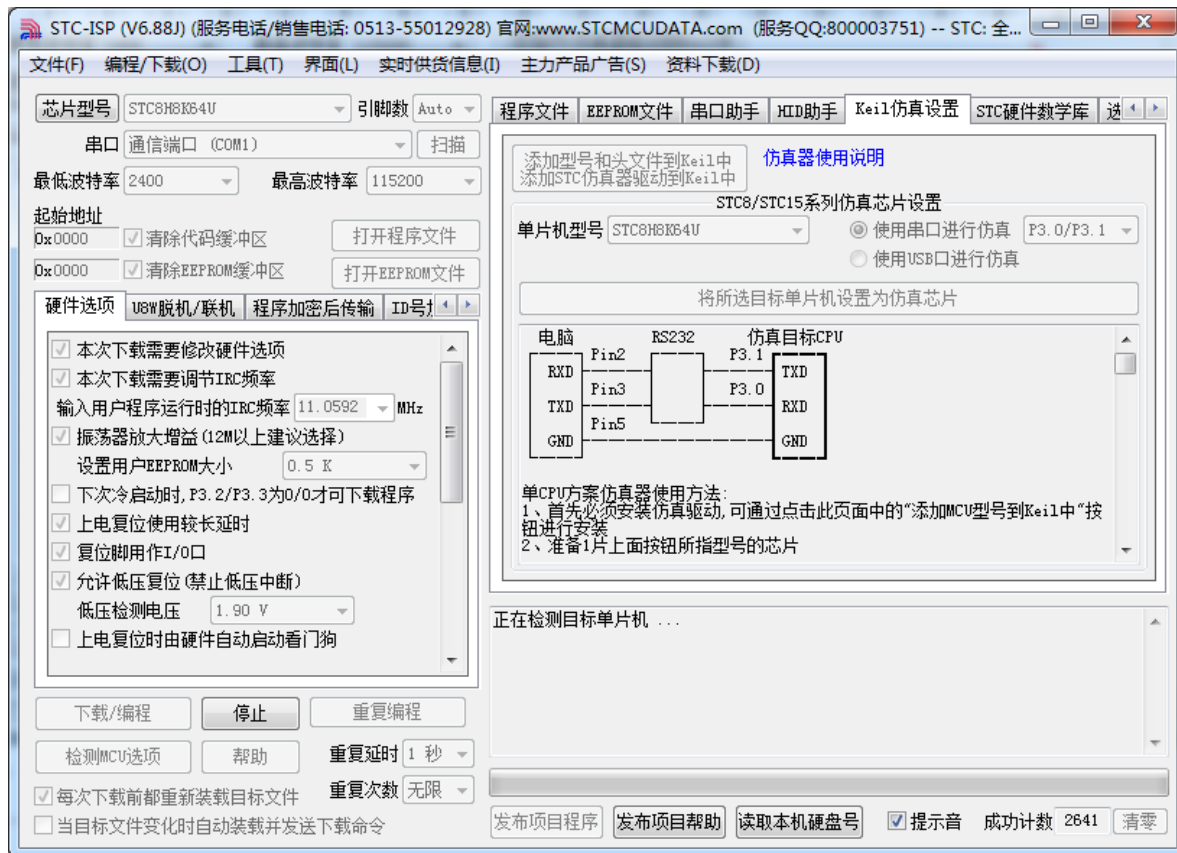 STC-ISP (V6.88J) (服务电话/销售电话: 0513-55012928) 官网:www.STCMCUDATA.com (服务QQ:800003751) -- STC: 全...
文件(F) 编程/下载(O) 工具(T) 界面(L) 实时供货信息(I) 主力产品广告(S) 资料下载(D)
芯片型号 STC8H8K64U 引脚数 Auto
串口 通信端口 (COM1) 扫描
最低波特率 2400 最高波特率 115200
起始地址
0x0000 清除代码缓冲区 打开程序文件
0x0000 清除EEPROM缓冲区 打开EEPROM文件
硬件选项 U8W脱机/联机 程序加密后传输 ID号
本次下载需要修改硬件选项
本次下载需要调节IRC频率
输入用户程序运行时的IRC频率 11.0592 MHz
振荡器放大增益(12M以上建议选择)
设置用户EEPROM大小 0.5 K
下次冷启动时,P3.2/P3.3为0/0才可下载程序
上电复位使用较长延时
复位脚用作I/O口
允许低压复位(禁止低压中断)
低压检测电压 1.90 V
上电复位时由硬件自动启动看门狗
下载/编程 停止 重复编程
检测MCU选项 帮助 重复延时 1 秒
每次下载前都重新装载目标文件 重复次数 无限
当目标文件变化时自动装载并发送下载命令
程序文件 EEPROM文件 串口助手 HID助手 Keil仿真设置 STC硬件数学库 选
添加型号和头文件到Keil中
添加STC仿真器驱动到Keil中
仿真器使用说明
STC8/STC15系列仿真芯片设置
单片机型号 STC8H8K64U 使用串口进行仿真 P3.0/P3.1
使用USB口进行仿真
将所选目标单片机设置为仿真芯片
电脑 RS232 仿真目标CPU
Pin2 P3.1
RXD TXD
Pin3 P3.0
TXD RXD
Pin5
GND GND
单CPU方案仿真器使用方法:
1、首先必须安装仿真驱动,可通过点击此页面中的“添加MCU型号到Keil中”按
钮进行安装
2、准备1片上面按钮所指型号的芯片
正在检测目标单片机 ...
发布项目程序 发布项目帮助 读取本机硬盘号 提示音 成功计数 2641 清零